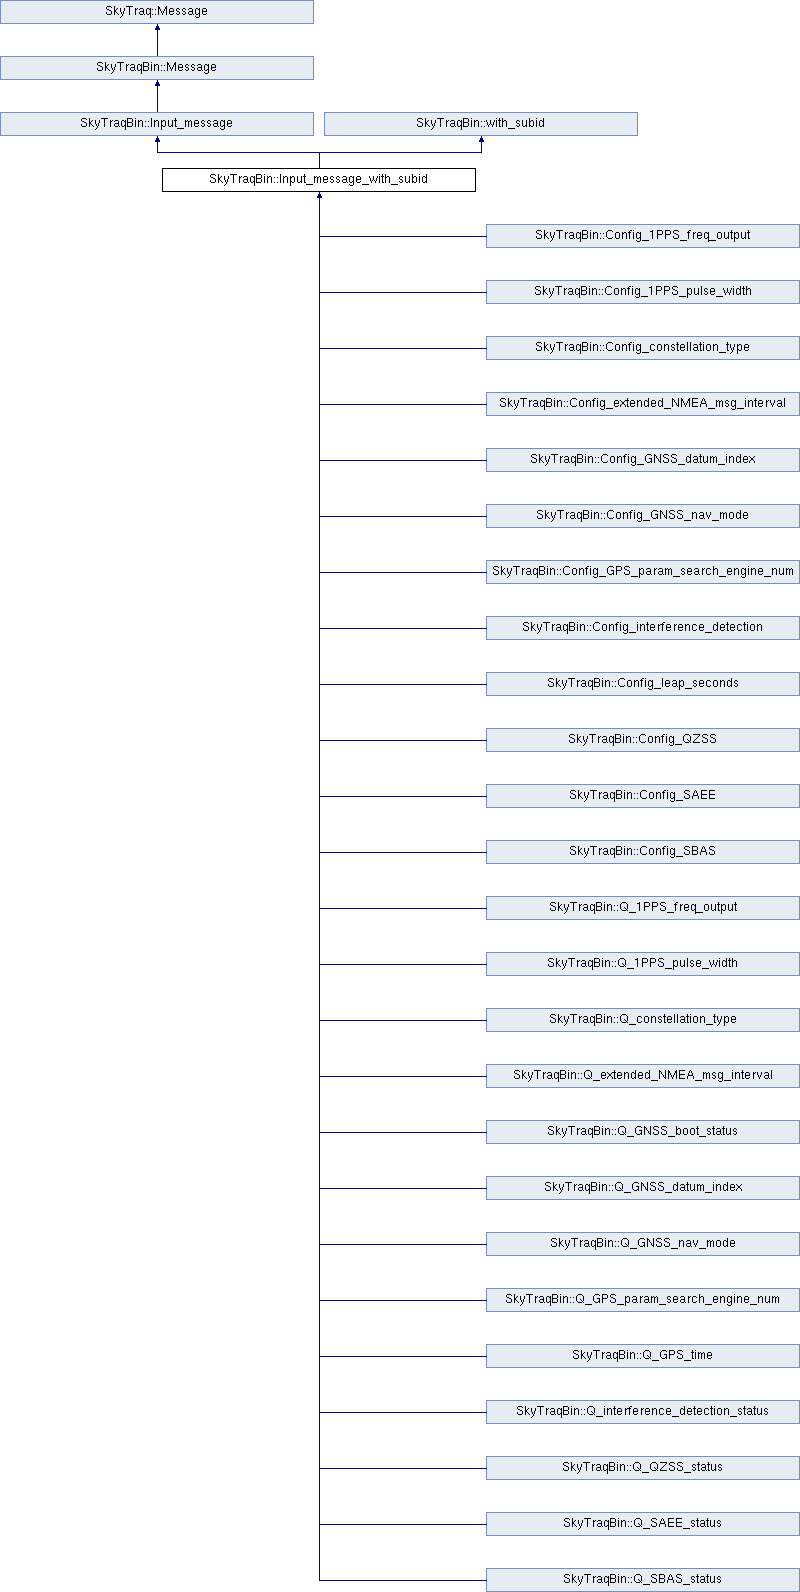 SkyTraq::Message
SkyTraqBin::Message
SkyTraqBin::Input_message
SkyTraqBin::with_subid
SkyTraqBin::Input_message_with_subid
SkyTraqBin::Config_1PPS_freq_output
SkyTraqBin::Config_1PPS_pulse_width
SkyTraqBin::Config_constellation_type
SkyTraqBin::Config_extended_NMEA_msg_interval
SkyTraqBin::Config_GNSS_datum_index
SkyTraqBin::Config_GNSS_nav_mode
SkyTraqBin::Config_GPS_param_search_engine_num
SkyTraqBin::Config_interference_detection
SkyTraqBin::Config_leap_seconds
SkyTraqBin::Config_QZSS
SkyTraqBin::Config_SAEE
SkyTraqBin::Config_SBAS
SkyTraqBin::Q_1PPS_freq_output
SkyTraqBin::Q_1PPS_pulse_width
SkyTraqBin::Q_constellation_type
SkyTraqBin::Q_extended_NMEA_msg_interval
SkyTraqBin::Q_GNSS_boot_status
SkyTraqBin::Q_GNSS_datum_index
SkyTraqBin::Q_GNSS_nav_mode
SkyTraqBin::Q_GPS_param_search_engine_num
SkyTraqBin::Q_GPS_time
SkyTraqBin::Q_interference_detection_status
SkyTraqBin::Q_QZSS_status
SkyTraqBin::Q_SAEE_status
SkyTraqBin::Q_SBAS_status